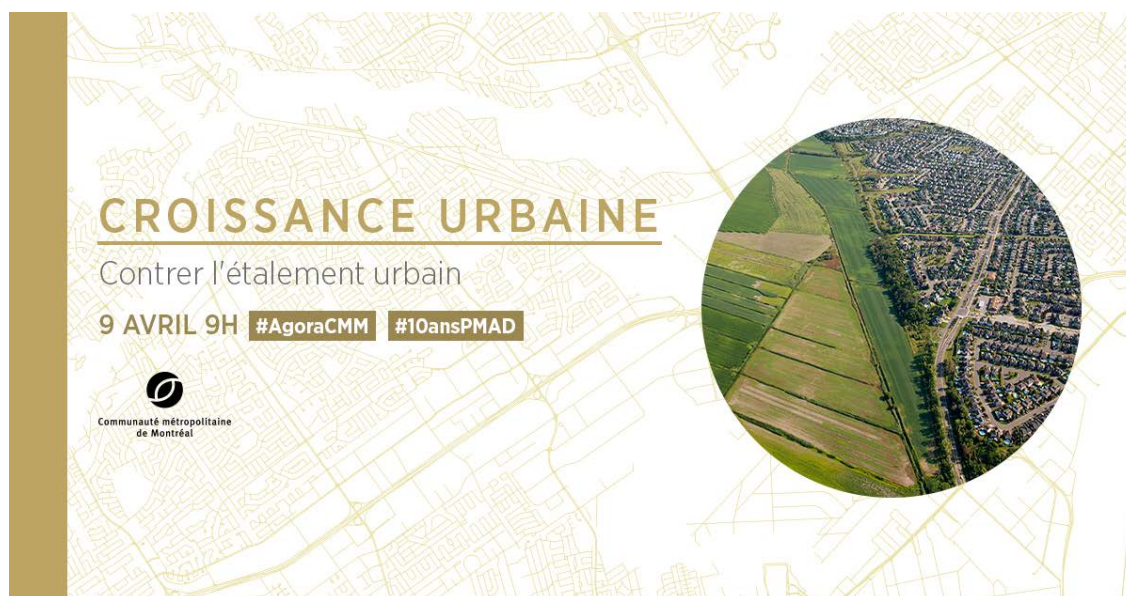 CROISSANCE URBAINE
Contrer l'étalement urbain
9 AVRIL 9H #AgoraCMM #10ansPMAD
Communauté métropolitaine
de Montréal